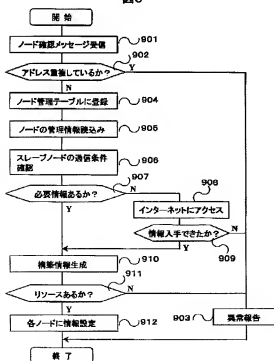 開 始
ノード確認メッセージ受信
901
902
アドレス重複しているか?
Y
N
ノード管理テーブルに登録
904
ノードの管理情報読込み
905
スレーブノードの通信条件
確認
906
907
必要情報あるか?
N
Y
908
インターネットにアクセス
情報入手できたか?
N
Y
909
構築情報生成
910
911
リソースあるか?
N
Y
各ノードに情報設定
912
903
異常報告
終 了